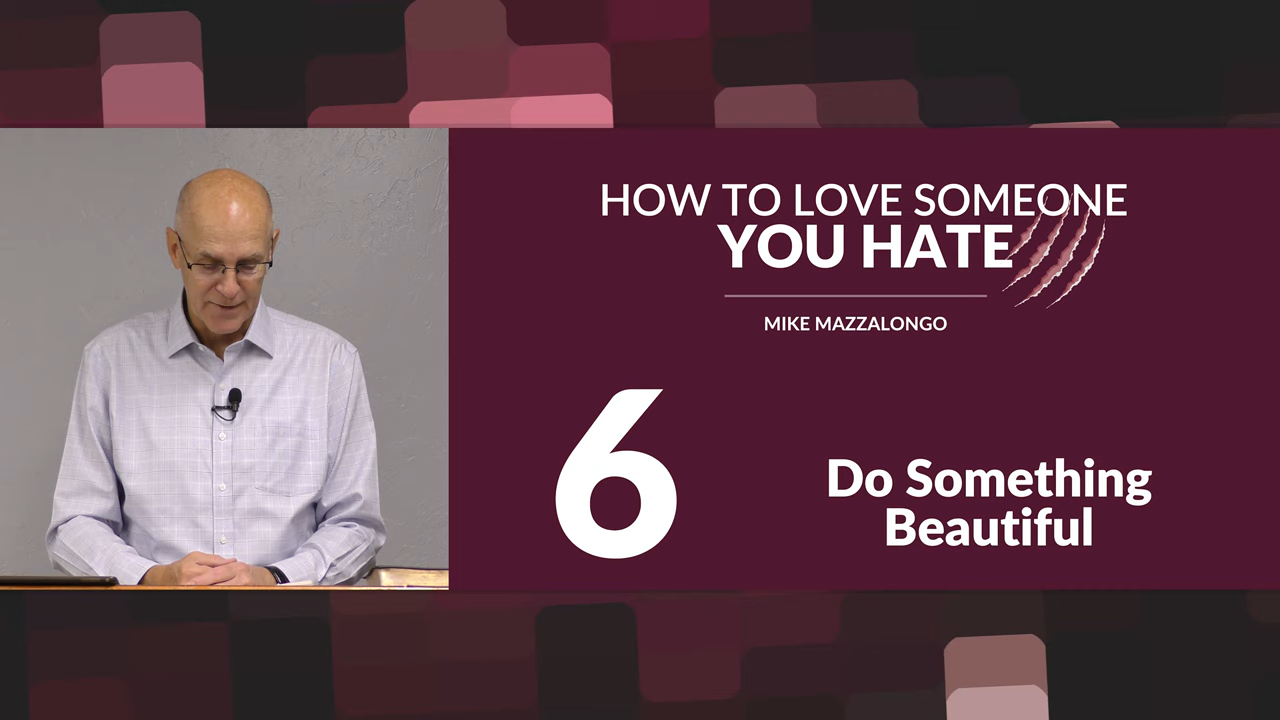 HOW TO LOVE SOMEONE
YOU HATE
MIKE MAZZALONGO
6
Do Something
Beautiful